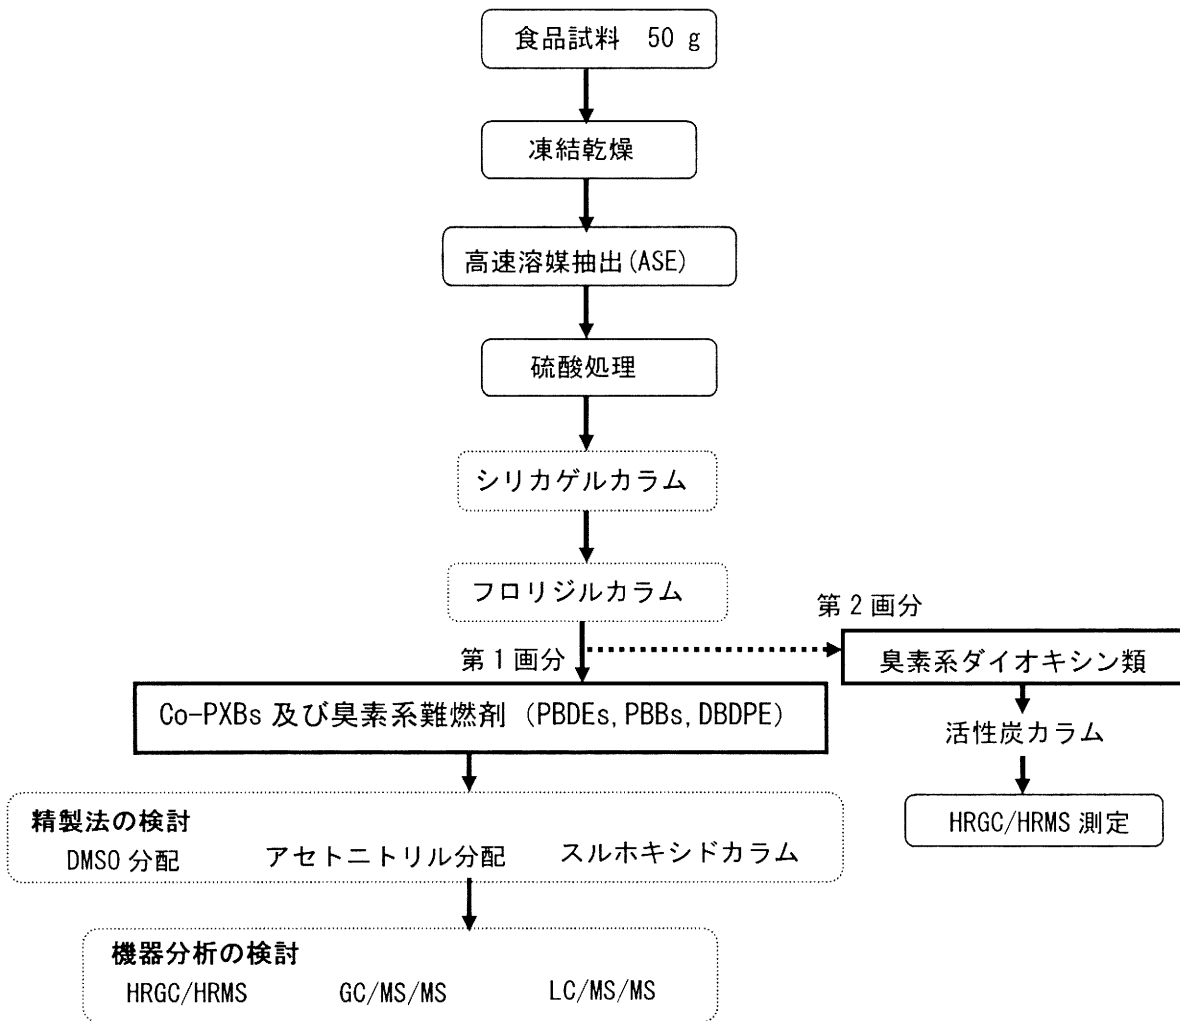 食品試料 50 g
凍結乾燥
高速溶媒抽出(ASE)
硫酸処理
シリカゲルカラム
フロリジルカラム
第2画分
第1画分
臭素系ダイオキシン類
Co-PXBs 及び臭素系難燃剤 (PBDEs, PBBs, DBDPE)
活性炭カラム
HRGC/HRMS 測定
精製法の検討
DMSO 分配 アセトニトリル分配 スルホキシドカラム
機器分析の検討
HRGC/HRMS GC/MS/MS LC/MS/MS